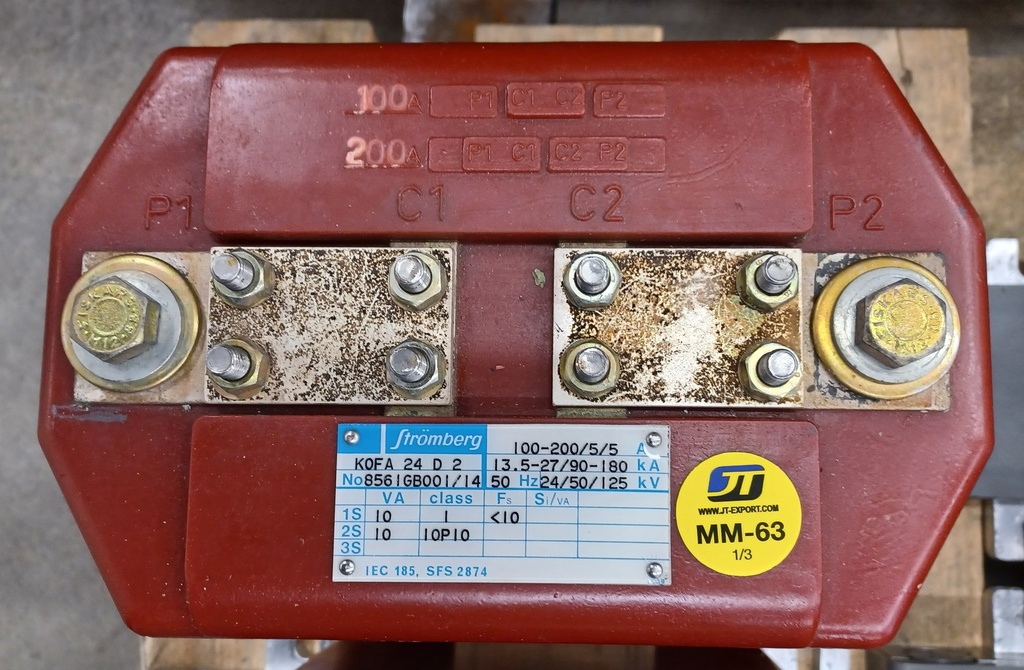 100A P1 C1 C2 P2
200A P1 C1 C2 P2
P1 C1 C2 P2
Strömberg 100-200/5/5 A
KOFA 24 D 2 13.5-27/90-180 kA
No 8561GB001/14 50 Hz 24/50/125 kV
VA class Fs Si/VA
1S 10 1 <10
2S 10 10P10
3S
IEC 185, SFS 2874
JT
WWW.JT-EXPORT.COM
MM-63
1/3